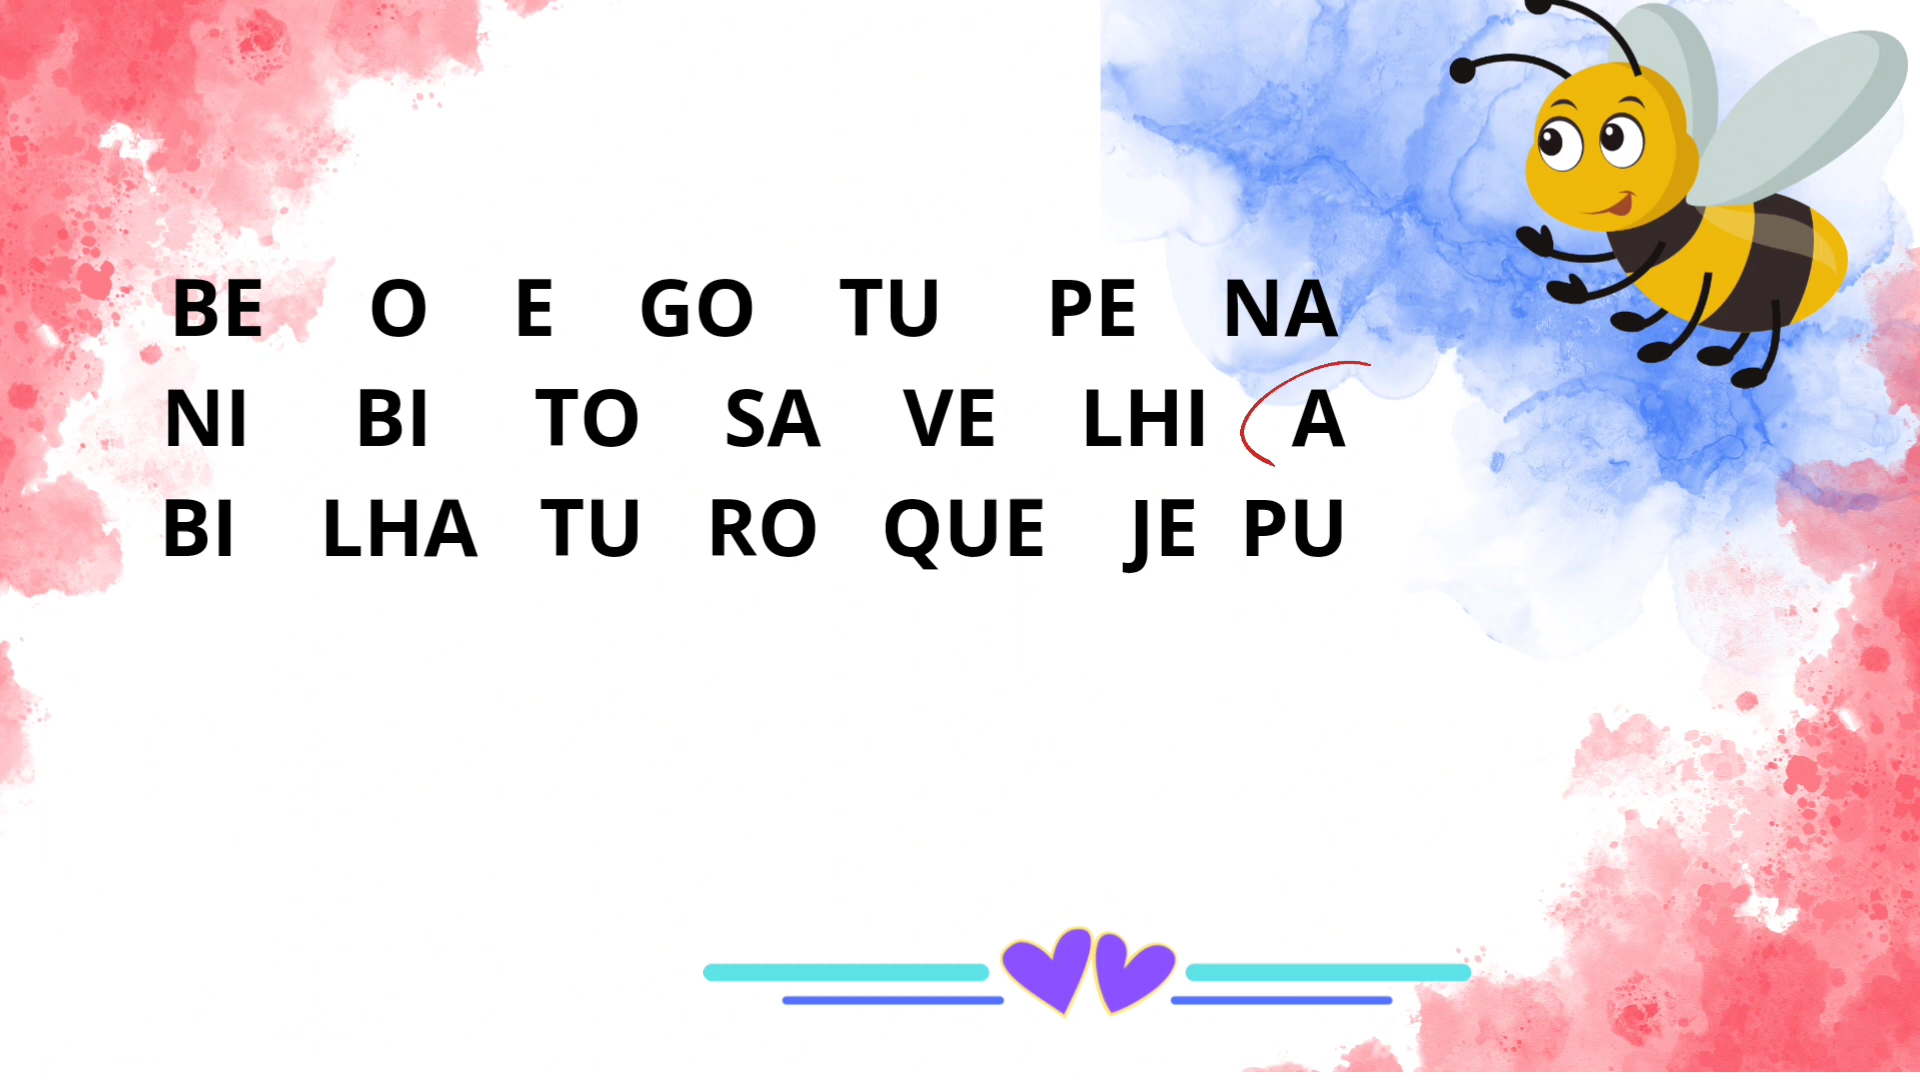 BE O E GO TU PE NA
NI BI TO SA VE LHI A
BI LHA TU RO QUE JE PU